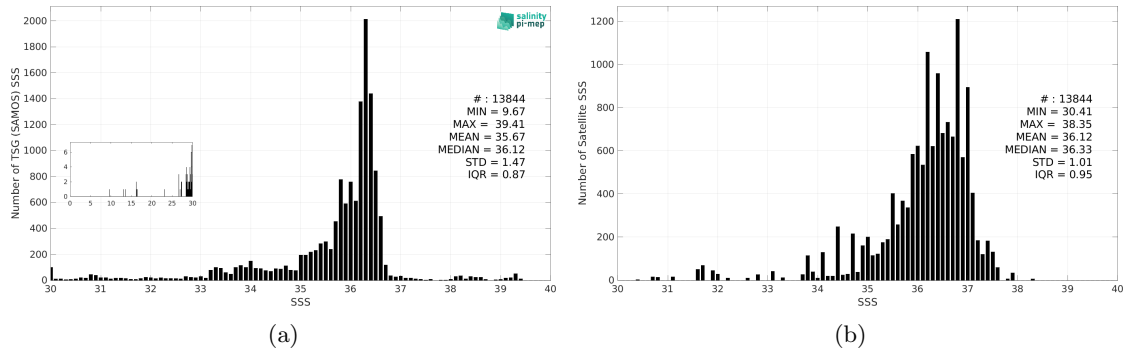 salinity
pi-mep
Number of TSG (SAMOS) SSS
2000
1800
1600
1400
1200
1000
800
600
400
200
0
# : 13844
MIN = 9.67
MAX = 39.41
MEAN = 35.67
MEDIAN = 36.12
STD = 1.47
IQR = 0.87
6
4
2
0
0 5 10 15 20 25 30
30 31 32 33 34 35 36 37 38 39 40
SSS
(a)
Number of Satellite SSS
1200
1000
800
600
400
200
0
# : 13844
MIN = 30.41
MAX = 38.35
MEAN = 36.12
MEDIAN = 36.33
STD = 1.01
IQR = 0.95
30 31 32 33 34 35 36 37 38 39 40
SSS
(b)